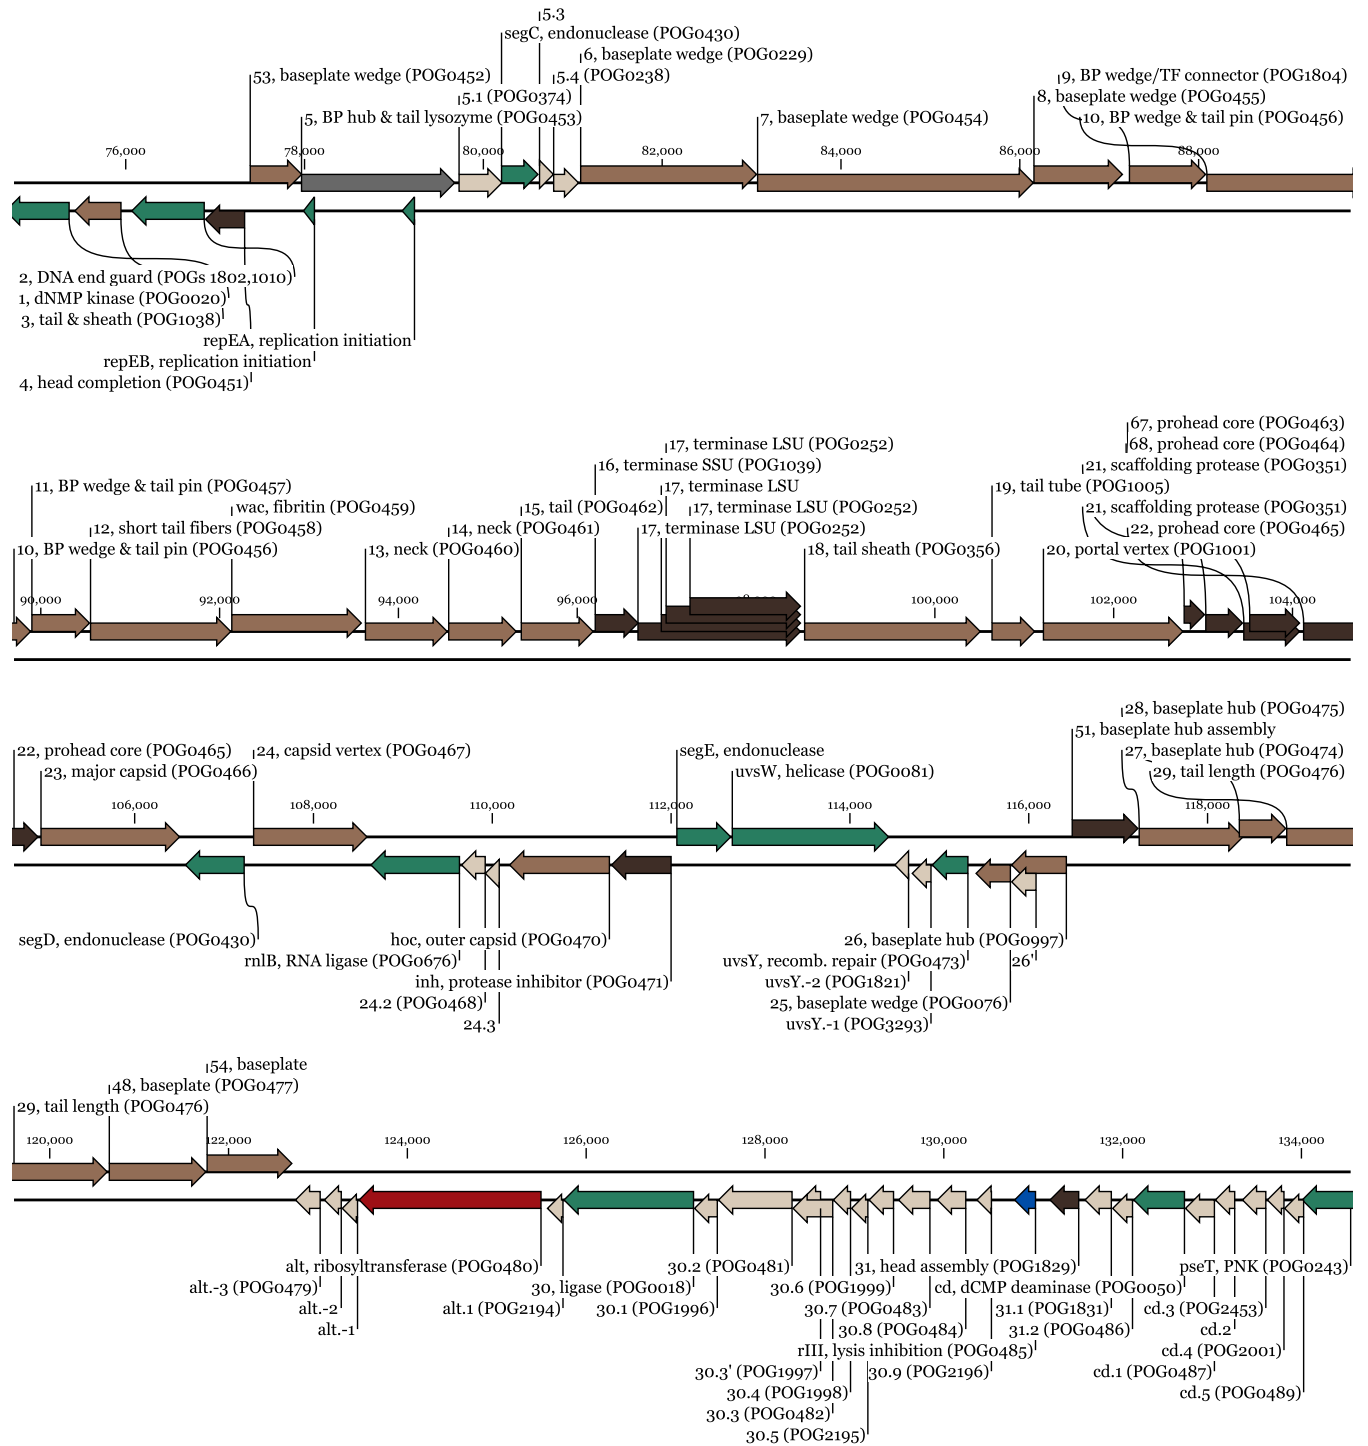 5.3
segC, endonuclease (POG0430)
6, baseplate wedge (POG0229)
53, baseplate wedge (POG0452)
5.4 (POG0238)
9, BP wedge/TF connector (POG1804)
5.1 (POG0374)
8, baseplate wedge (POG0455)
5, BP hub & tail lysozyme (POG0453)
7, baseplate wedge (POG0454)
10, BP wedge & tail pin (POG0456)
76,000 78,000 80,000 82,000 84,000 86,000 88,000
2, DNA end guard (POGs 1802,1010)
1, dNMP kinase (POG0020)
3, tail & sheath (POG1038)
repEA, replication initiation
repEB, replication initiation
4, head completion (POG0451)
67, prohead core (POG0463)
17, terminase LSU (POG0252)
68, prohead core (POG0464)
16, terminase SSU (POG1039)
21, scaffolding protease (POG0351)
11, BP wedge & tail pin (POG0457)
17, terminase LSU
19, tail tube (POG1005)
wac, fibritin (POG0459)
15, tail (POG0462)
17, terminase LSU (POG0252)
21, scaffolding protease (POG0351)
12, short tail fibers (POG0458)
14, neck (POG0461)
17, terminase LSU (POG0252)
22, prohead core (POG0465)
10, BP wedge & tail pin (POG0456)
13, neck (POG0460)
18, tail sheath (POG0356)
20, portal vertex (POG1001)
90,000 92,000 94,000 96,000 100,000 102,000 104,000
28, baseplate hub (POG0475)
51, baseplate hub assembly
22, prohead core (POG0465)
24, capsid vertex (POG0467)
segE, endonuclease
27, baseplate hub (POG0474)
23, major capsid (POG0466)
uvsW, helicase (POG0081)
29, tail length (POG0476)
106,000 108,000 110,000 112,000 114,000 116,000 118,000
segD, endonuclease (POG0430)
hoc, outer capsid (POG0470)
26, baseplate hub (POG0997)
rnlB, RNA ligase (POG0676)
uvsY, recomb. repair (POG0473)
26'
inh, protease inhibitor (POG0471)
uvsY.-2 (POG1821)
24.2 (POG0468)
25, baseplate wedge (POG0076)
24.3
uvsY.-1 (POG3293)
54, baseplate
48, baseplate (POG0477)
29, tail length (POG0476)
120,000 122,000 124,000 126,000 128,000 130,000 132,000 134,000
alt, ribosyltransferase (POG0480)
30.2 (POG0481)
31, head assembly (POG1829)
pseT, PNK (POG0243)
alt.-3 (POG0479)
30, ligase (POG0018)
30.6 (POG1999)
cd, dCMP deaminase (POG0050)
alt.-2
alt.1 (POG2194)
30.1 (POG1996)
30.7 (POG0483)
31.1 (POG1831)
cd.3 (POG2453)
alt.-1
30.8 (POG0484)
31.2 (POG0486)
cd.2
rIII, lysis inhibition (POG0485)
cd.4 (POG2001)
30.3' (POG1997)
30.9 (POG2196)
cd.1 (POG0487)
30.4 (POG1998)
cd.5 (POG0489)
30.3 (POG0482)
30.5 (POG2195)